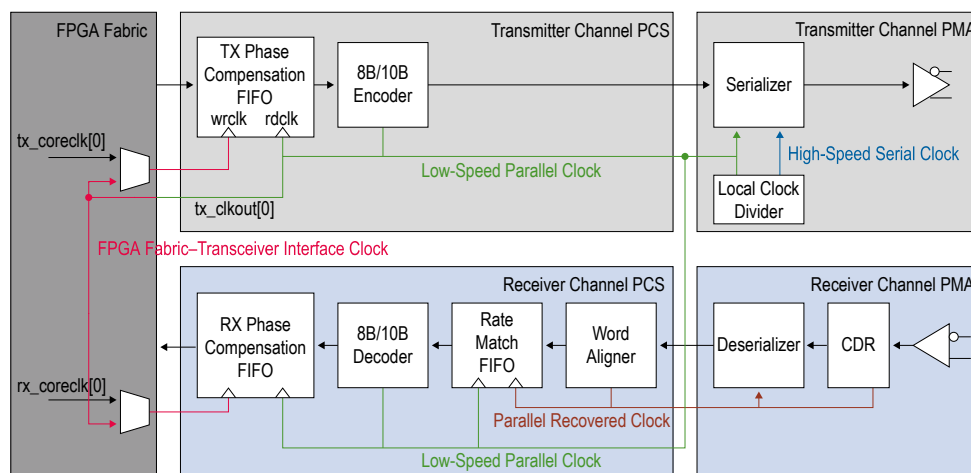 FPGA Fabric
Transmitter Channel PCS
Transmitter Channel PMA
TX Phase
Compensation
FIFO
wrclk rdclk
8B/10B
Encoder
Serializer
tx_coreclk[0]
Low-Speed Parallel Clock
High-Speed Serial Clock
Local Clock
Divider
tx_clkout[0]
FPGA Fabric–Transceiver Interface Clock
Receiver Channel PCS
Receiver Channel PMA
RX Phase
Compensation
FIFO
8B/10B
Decoder
Rate
Match
FIFO
Word
Aligner
Deserializer
CDR
rx_coreclk[0]
Parallel Recovered Clock
Low-Speed Parallel Clock